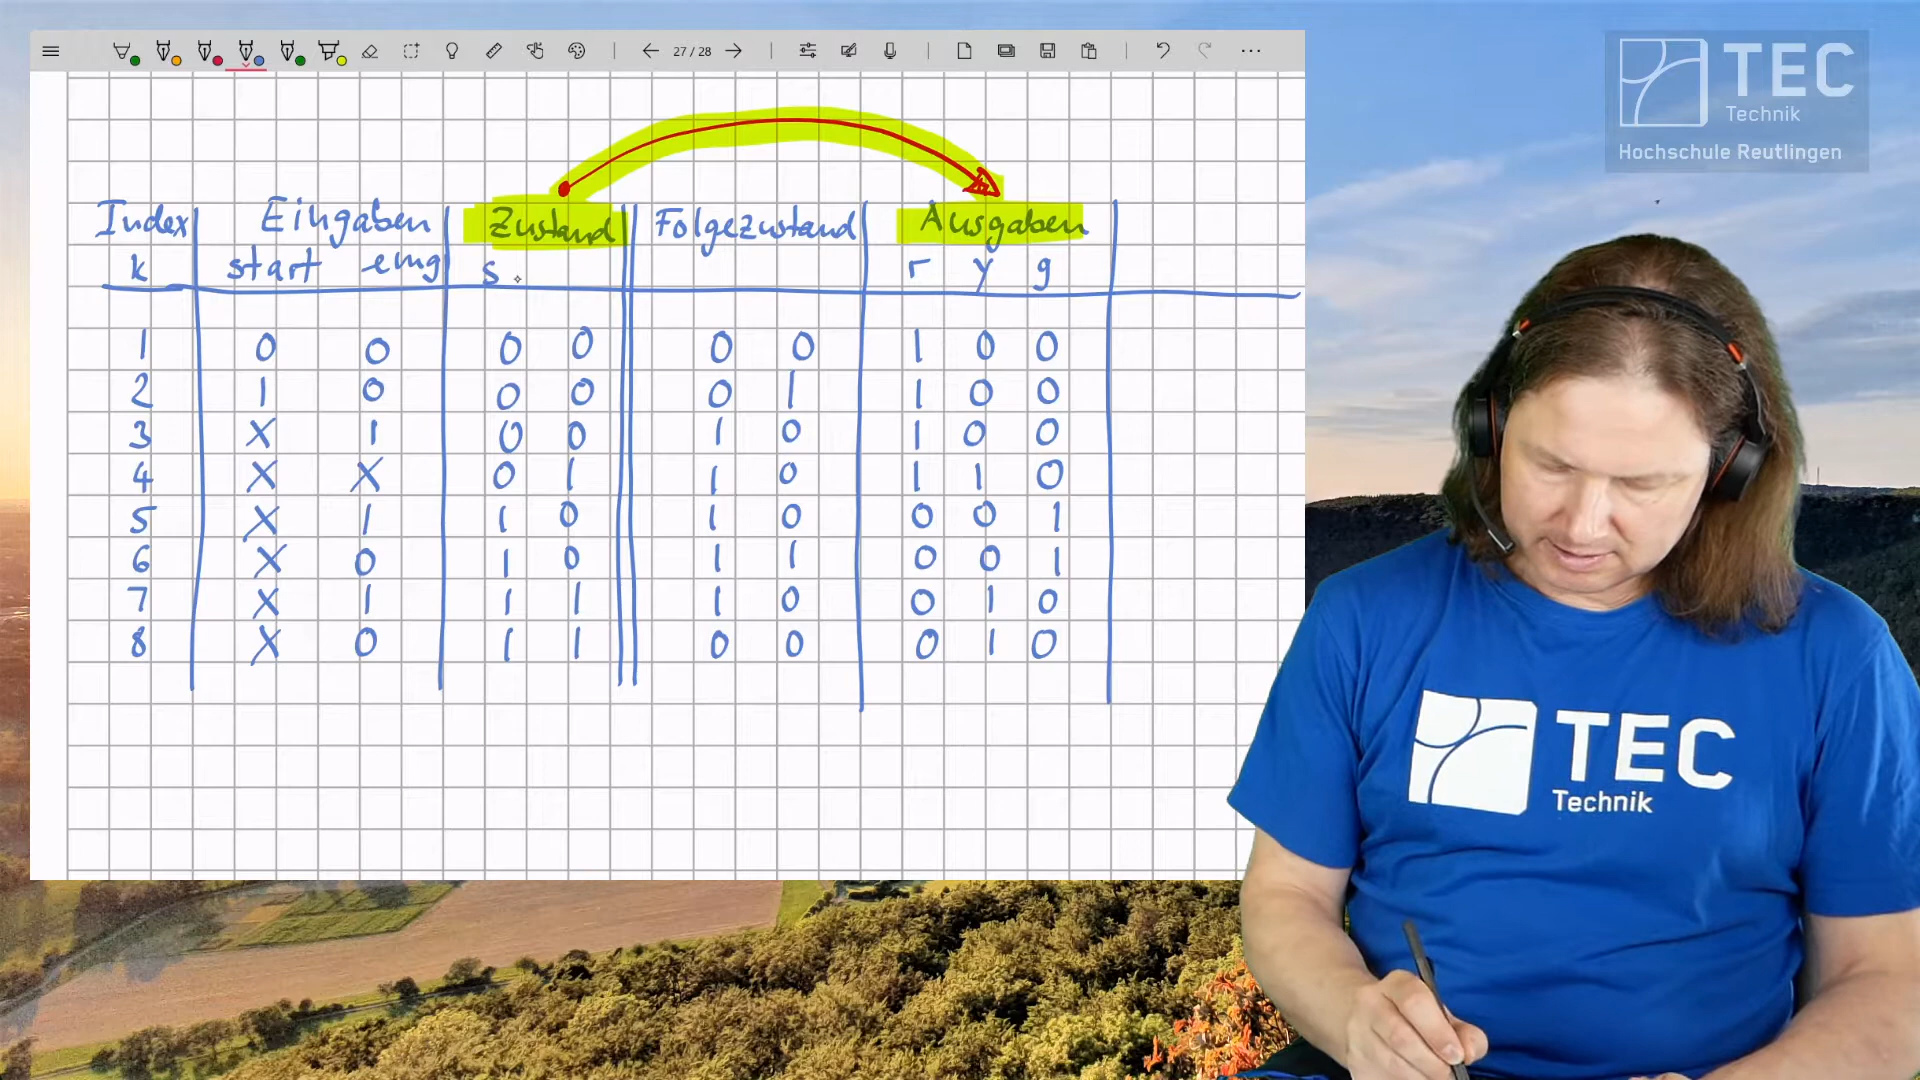 27 / 28
TEC
Technik
Hochschule Reutlingen
Index Eingaben Zustand Folgezustand Ausgaben
k start emg s r y g
1 0 0 0 0 0 0 1 0 0
2 1 0 0 0 0 1 1 0 0
3 X 1 0 0 1 0 1 0 0
4 X X 0 1 1 0 1 1 0
5 X 1 1 0 1 0 0 0 1
6 X 0 1 0 1 1 0 0 1
7 X 1 1 1 1 0 0 1 0
8 X 0 1 1 0 0 0 1 0
TEC
Technik